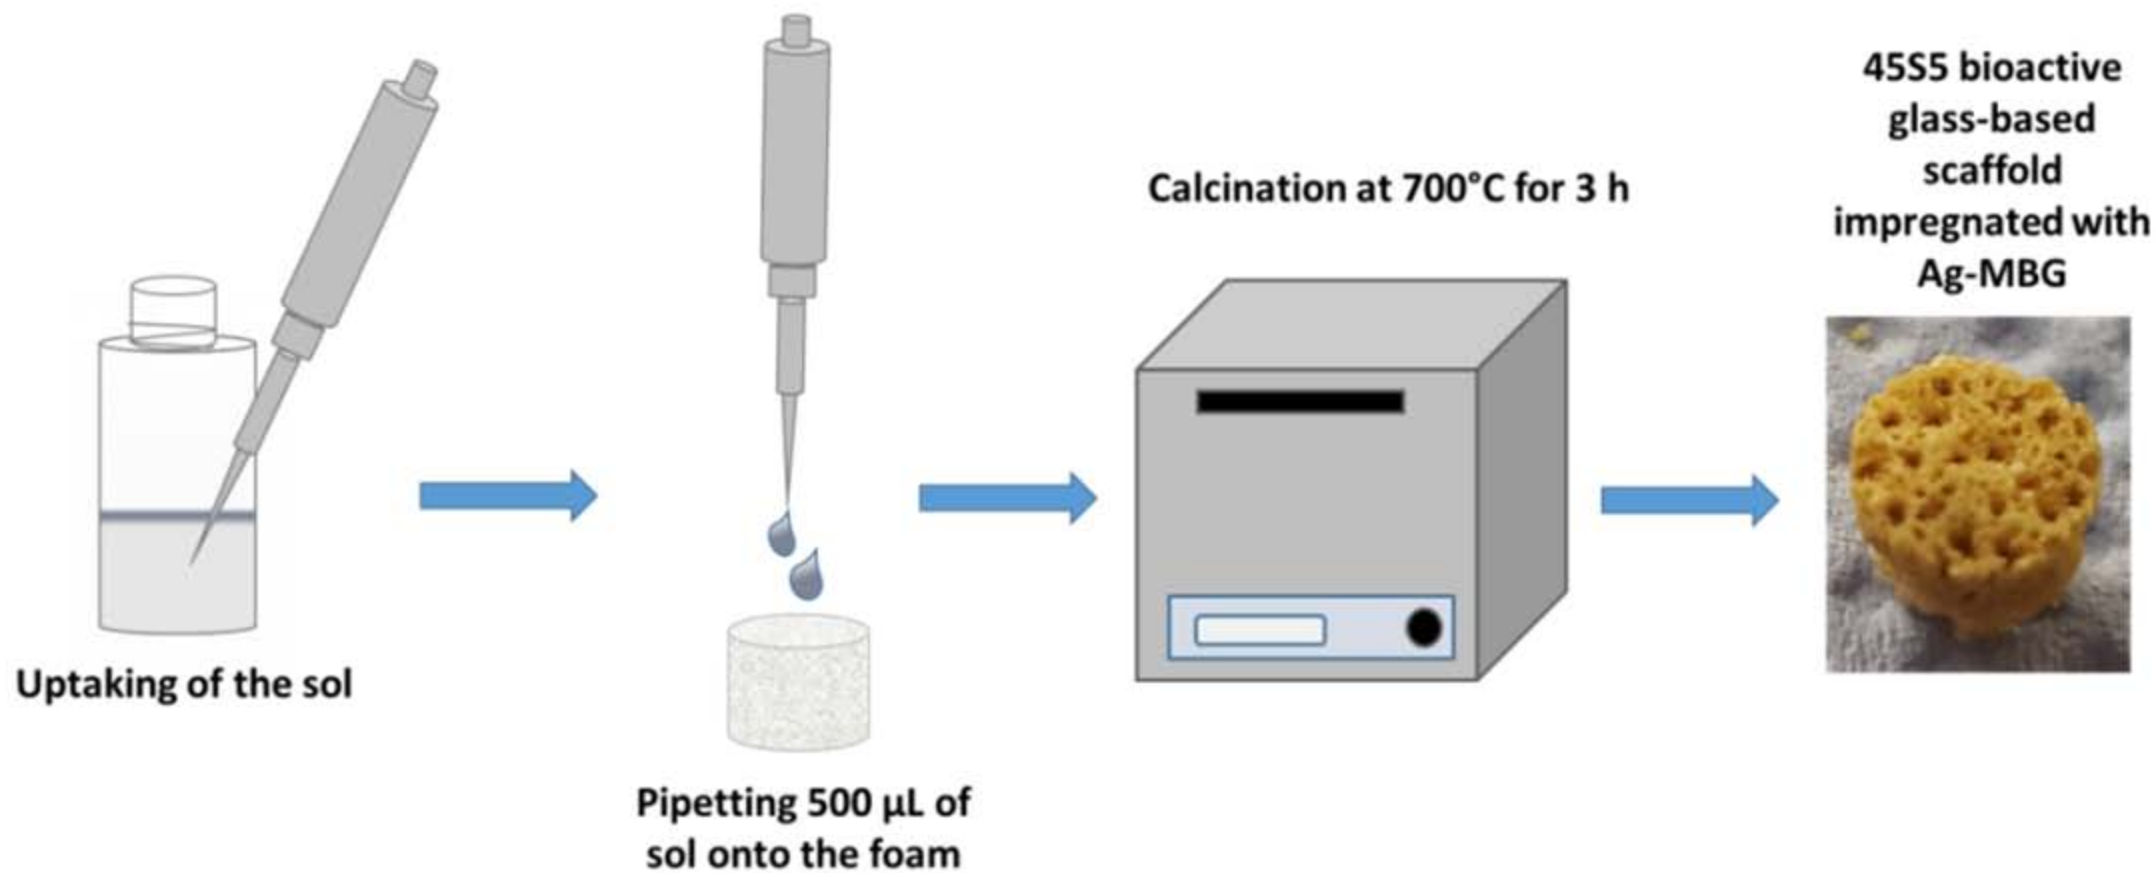 Uptaking of the sol
Pipetting 500 µL of
sol onto the foam
Calcination at 700°C for 3 h
45S5 bioactive
glass-based
scaffold
impregnated with
Ag-MBG